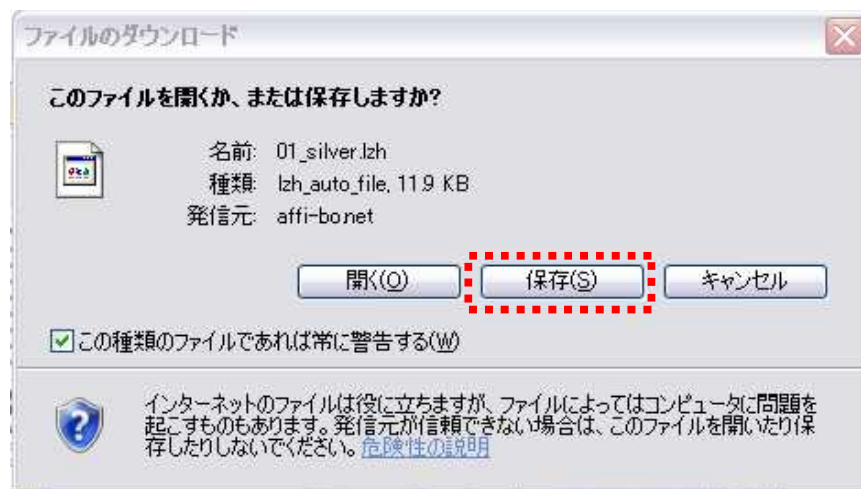 ファイルのダウンロード
このファイルを開くか、または保存しますか?
名前: 01_silver.lzh
種類: lzh_auto_file, 11.9 KB
発信元: affi-bo.net
開く(O) 保存(S) キャンセル
この種類のファイルであれば常に警告する(W)
インターネットのファイルは役に立ちますが、ファイルによってはコンピュータに問題を
起こすものもあります。発信元が信頼できない場合は、このファイルを開いたり保
存したりしないでください。危険性の説明